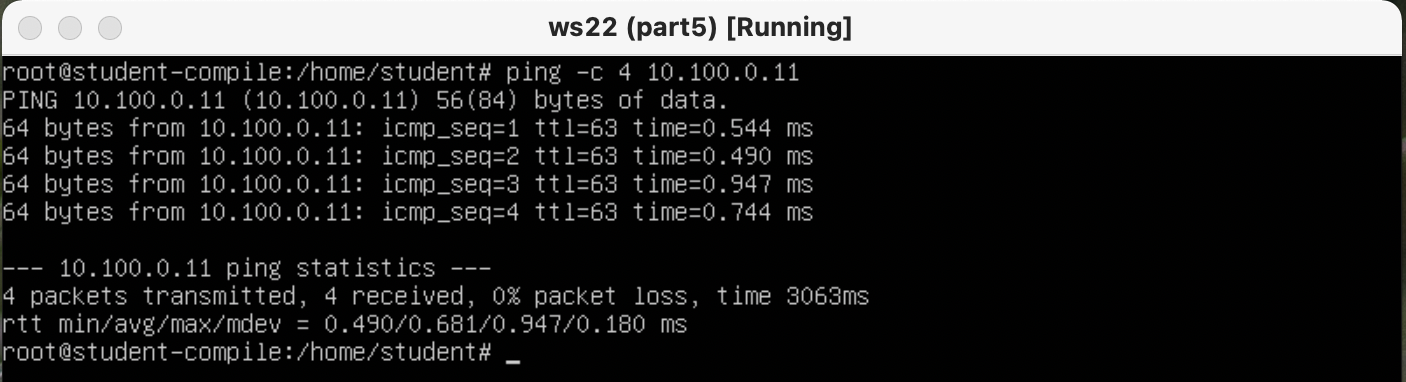 ws22 (part5) [Running]
root@student-compile:/home/student# ping -c 4 10.100.0.11
PING 10.100.0.11 (10.100.0.11) 56(84) bytes of data.
64 bytes from 10.100.0.11: icmp_seq=1 ttl=63 time=0.544 ms
64 bytes from 10.100.0.11: icmp_seq=2 ttl=63 time=0.490 ms
64 bytes from 10.100.0.11: icmp_seq=3 ttl=63 time=0.947 ms
64 bytes from 10.100.0.11: icmp_seq=4 ttl=63 time=0.744 ms
--- 10.100.0.11 ping statistics ---
4 packets transmitted, 4 received, 0% packet loss, time 3063ms
rtt min/avg/max/mdev = 0.490/0.681/0.947/0.180 ms
root@student-compile:/home/student# _